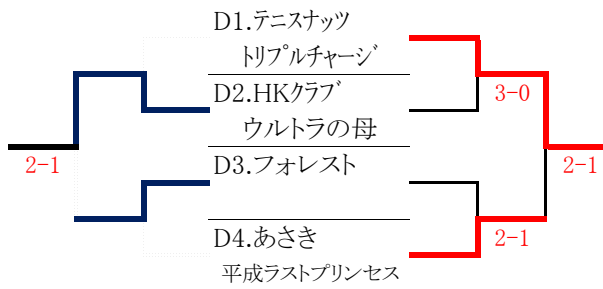 D1.テニスナッツ
トリプルチャージ
D2.HKクラブ
3-0
ウルトラの母
2-1
D3.フォレスト
2-1
D4.あさき
2-1
平成ラストプリンセス